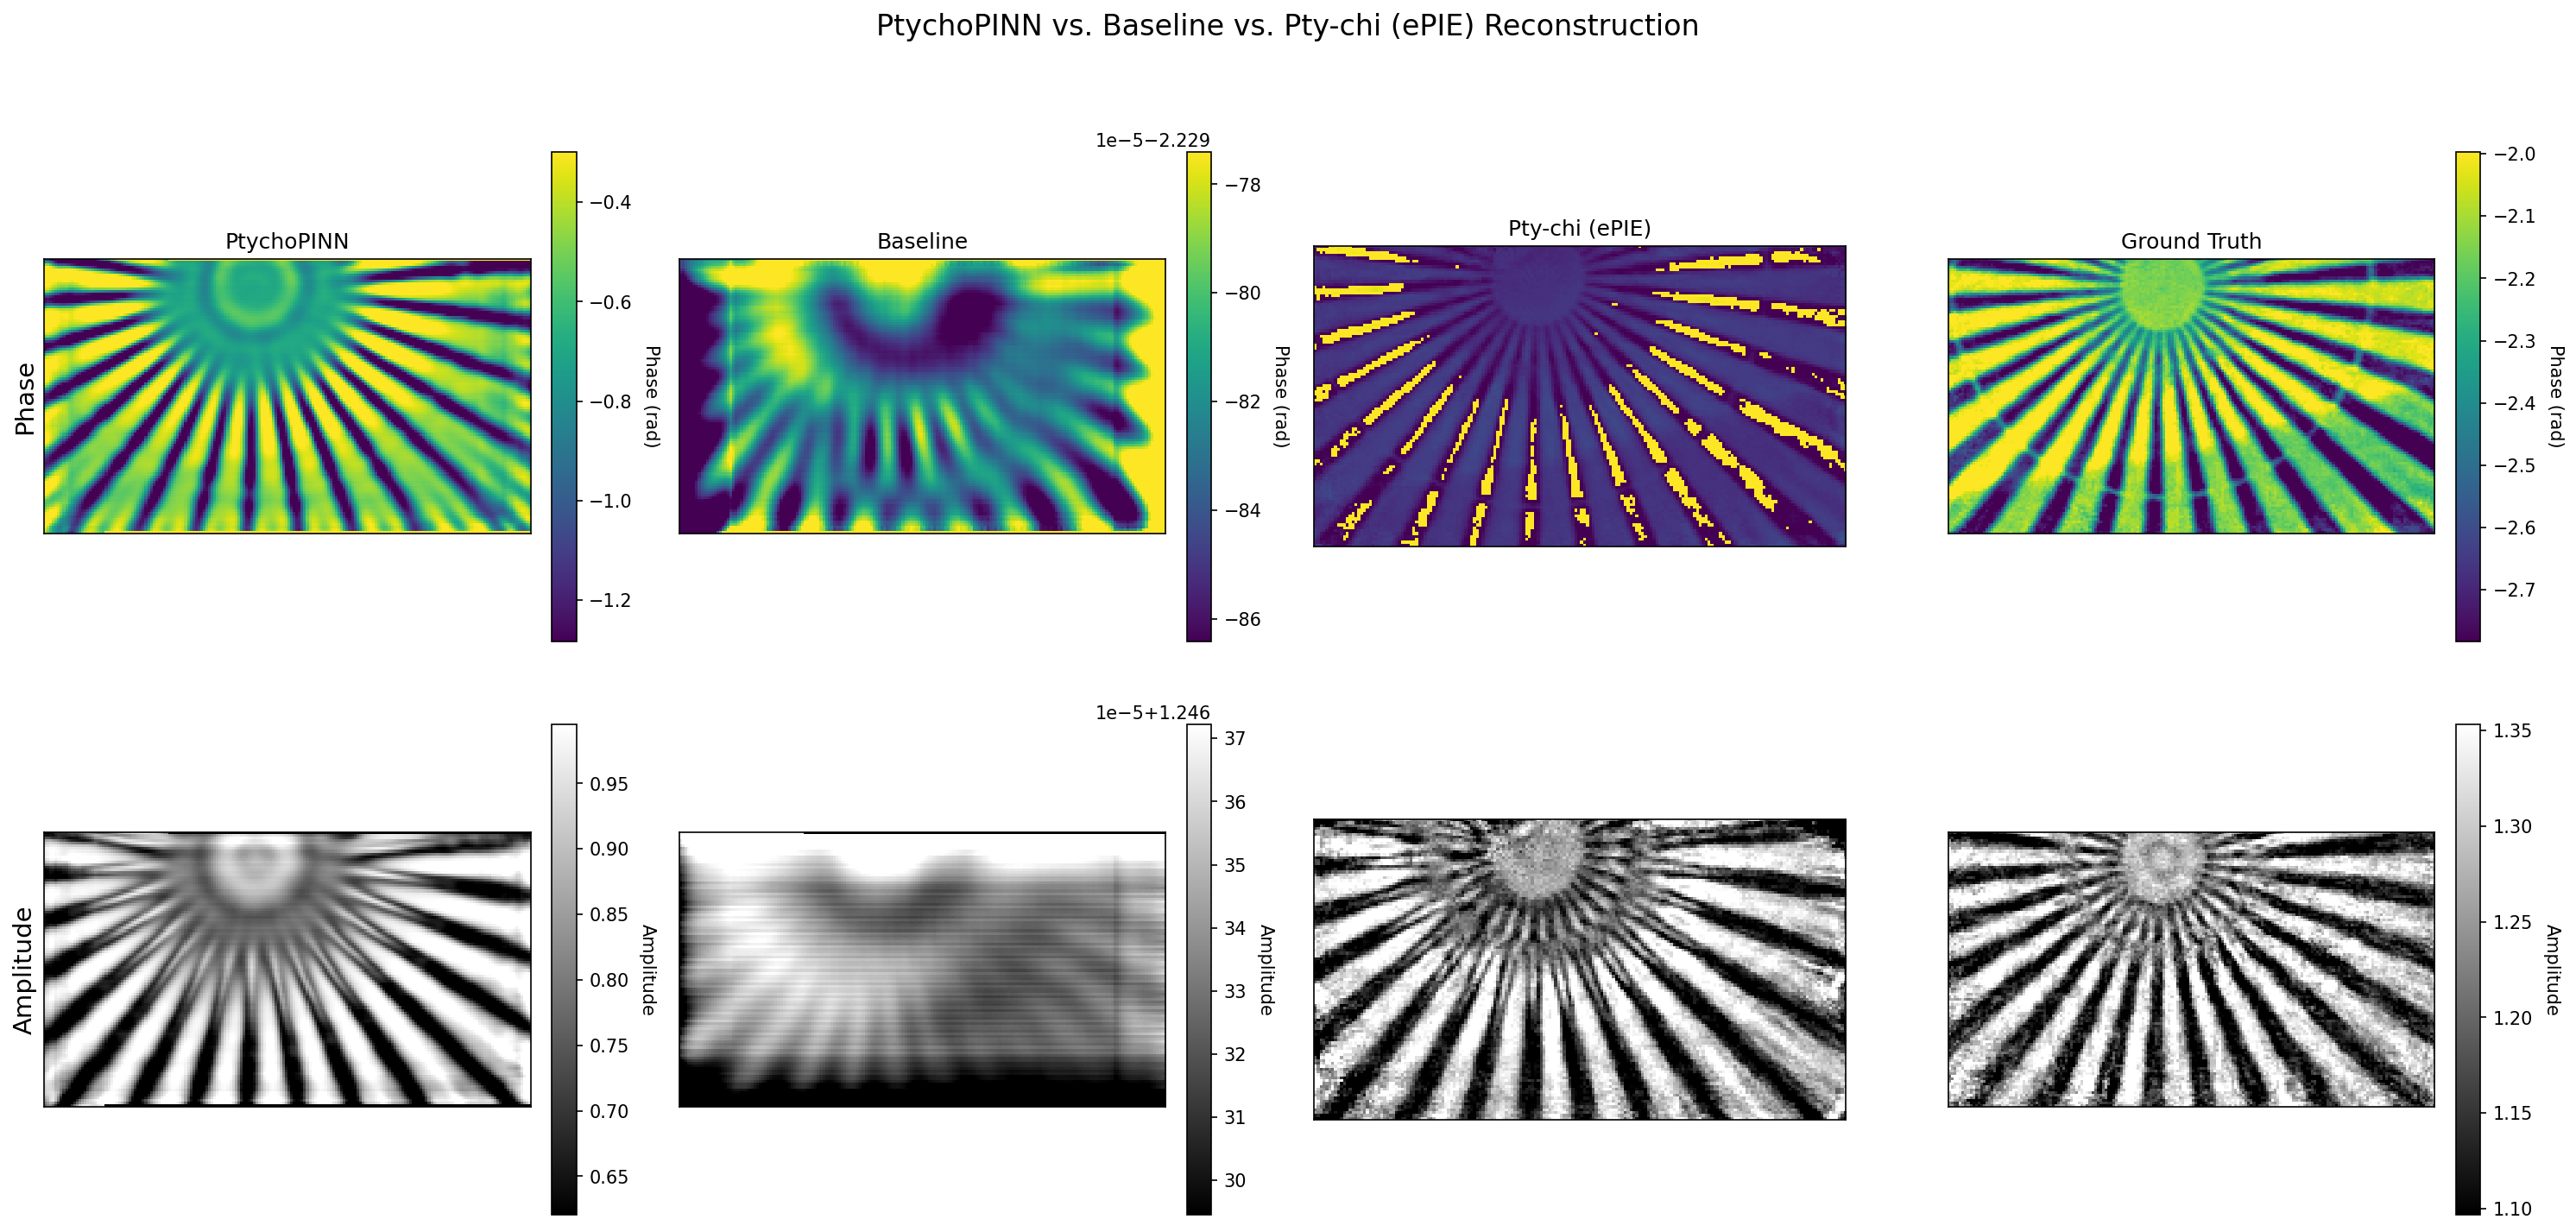 PtychoPINN vs. Baseline vs. Pty-chi (ePIE) Reconstruction
PtychoPINN
Phase
−0.4
−0.6
−0.8
−1.0
−1.2
Phase (rad)
Baseline
1e−5−2.229
−78
−80
−82
−84
−86
Phase (rad)
Pty-chi (ePIE)
Ground Truth
−2.0
−2.1
−2.2
−2.3
−2.4
−2.5
−2.6
−2.7
Phase (rad)
Amplitude
0.95
0.90
0.85
0.80
0.75
0.70
0.65
Amplitude
1e−5+1.246
37
36
35
34
33
32
31
30
Amplitude
1.35
1.30
1.25
1.20
1.15
1.10
Amplitude